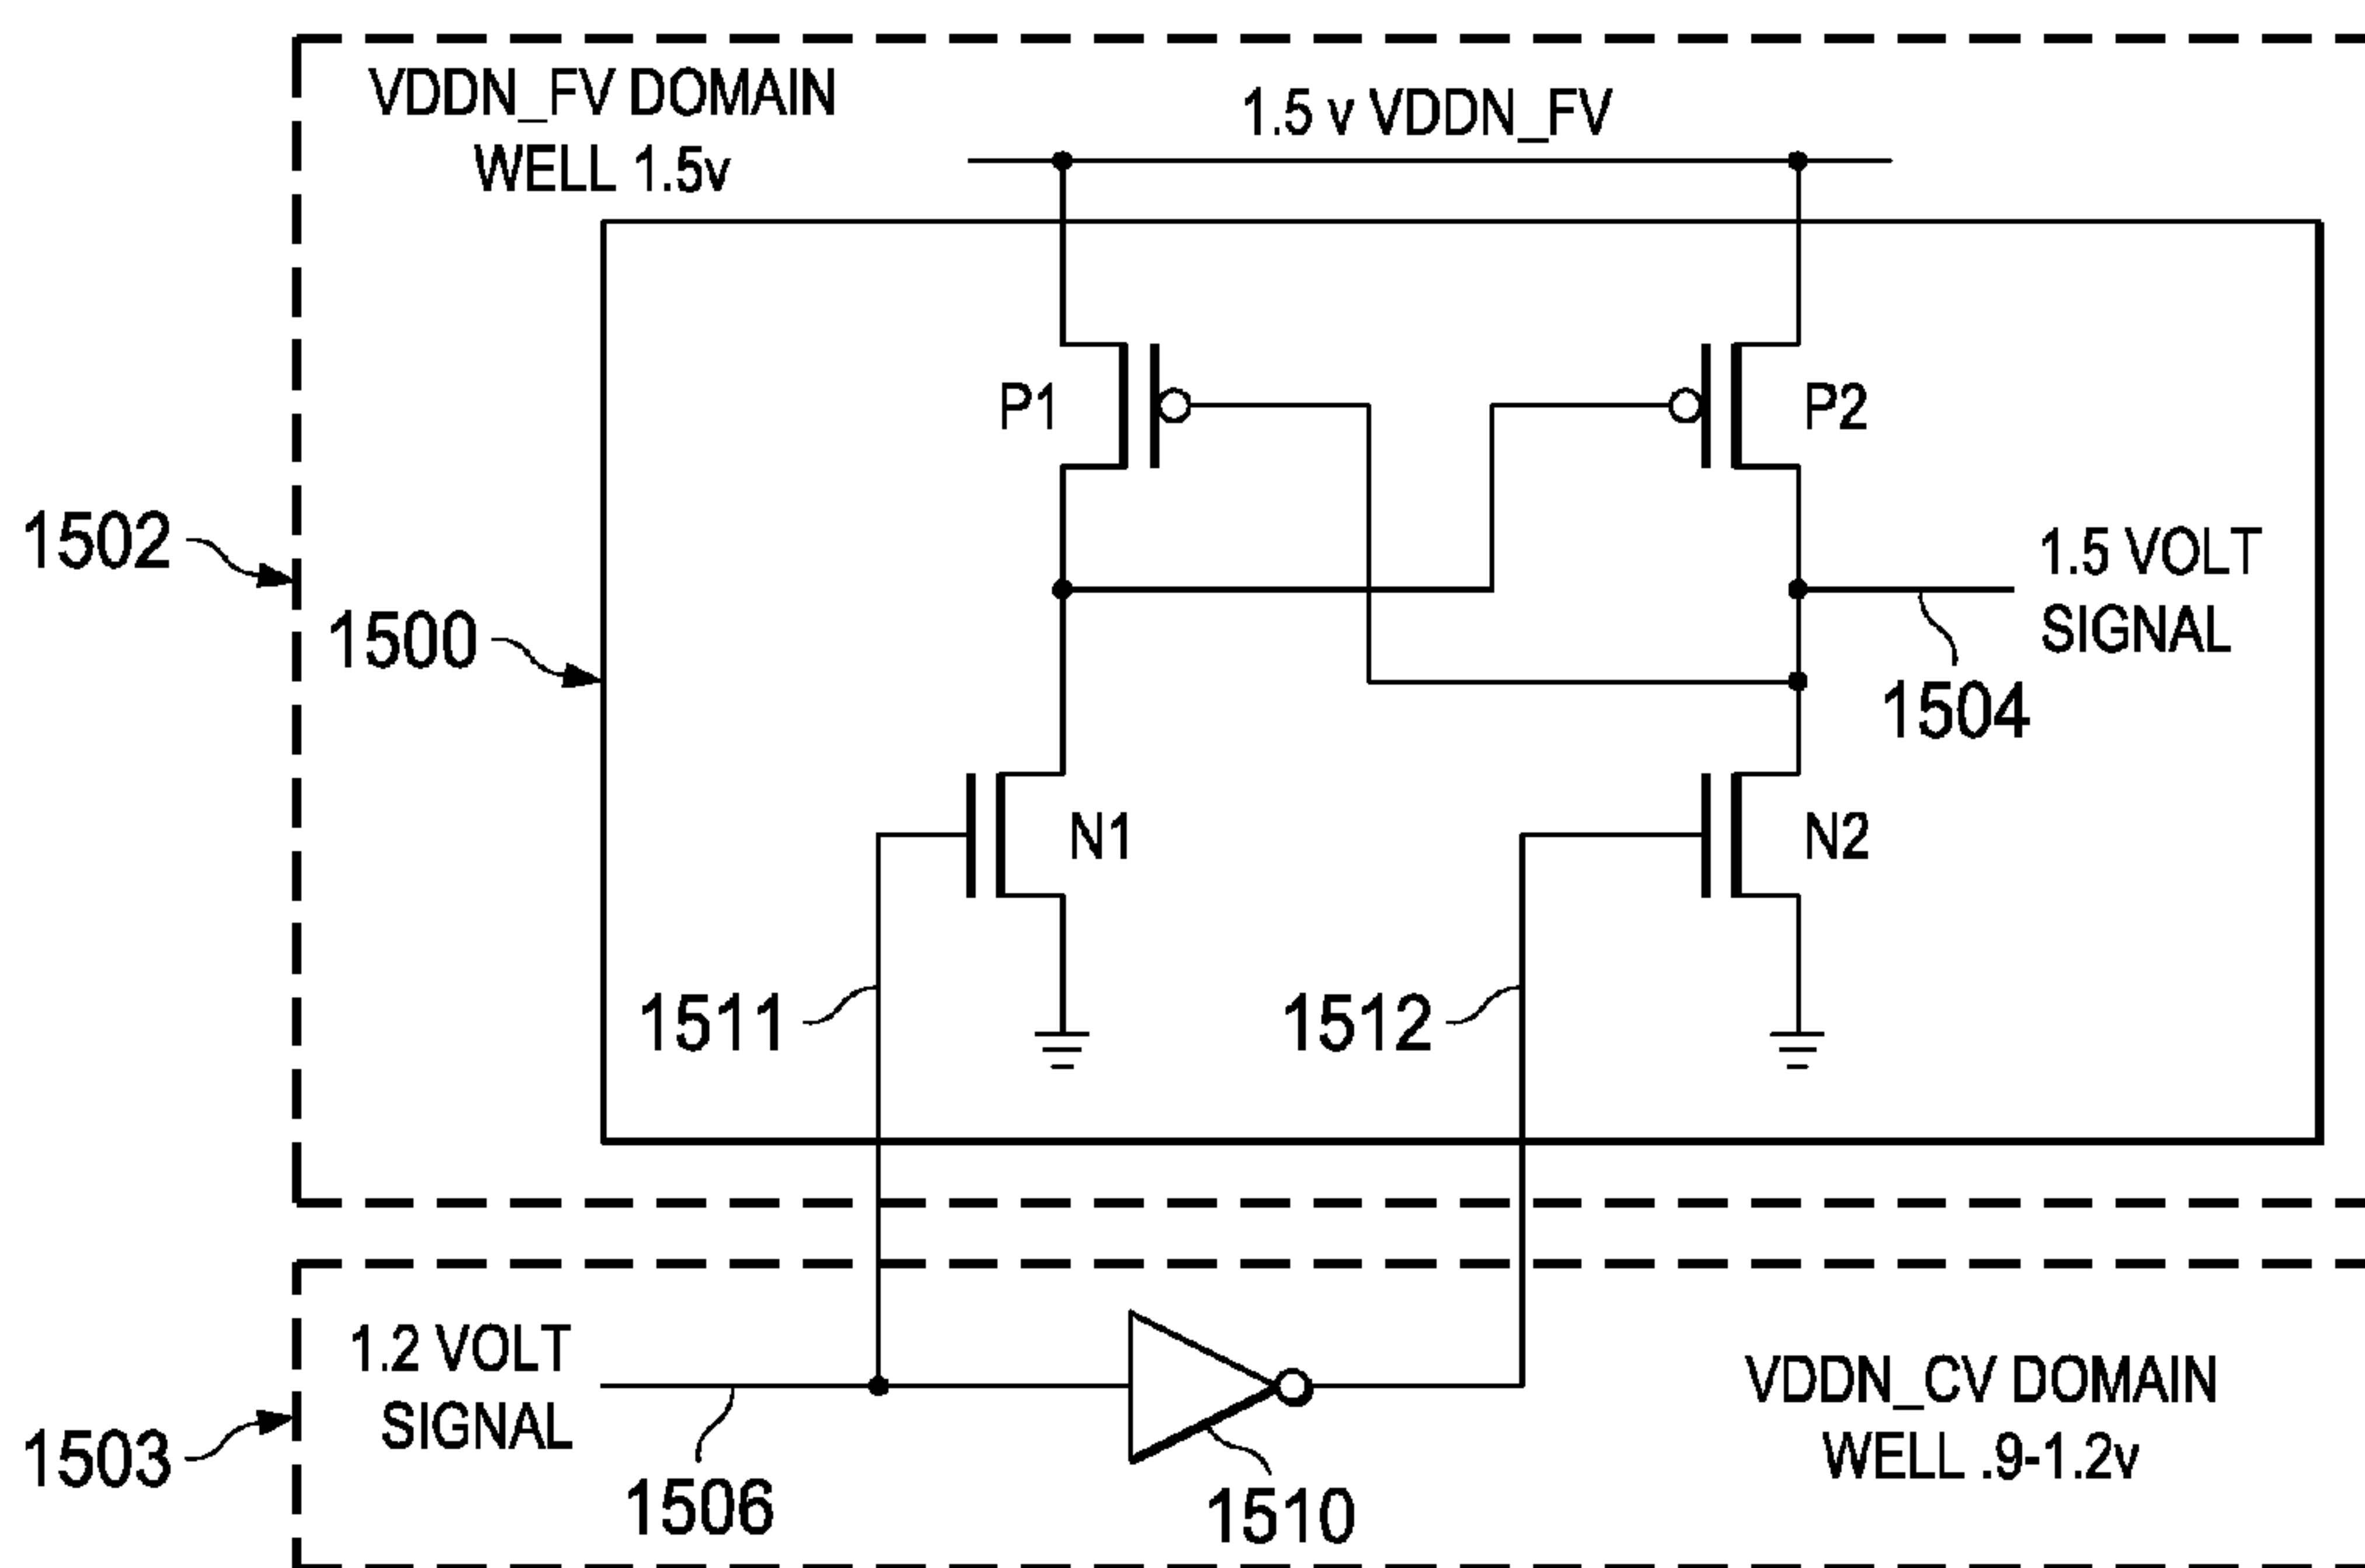 VDDN_FV DOMAIN
WELL 1.5v
1.5 v VDDN_FV
P1
P2
1502
1500
1.5 VOLT
SIGNAL
1504
N1
N2
1511
1512
1.2 VOLT
SIGNAL
1503
1506
1510
VDDN_CV DOMAIN
WELL .9-1.2v